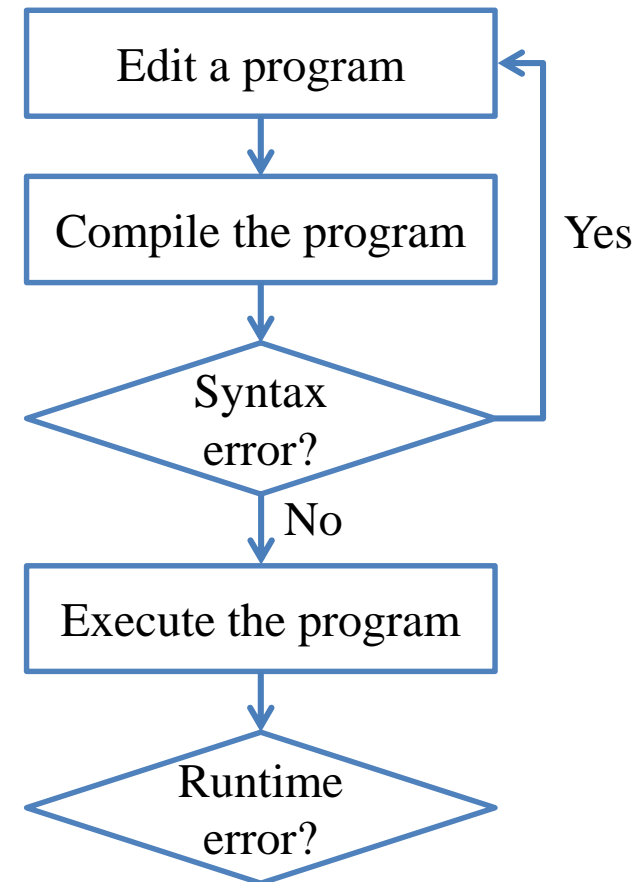 Edit a program
Compile the program
Yes
Syntax
error?
No
Execute the program
Runtime
error?